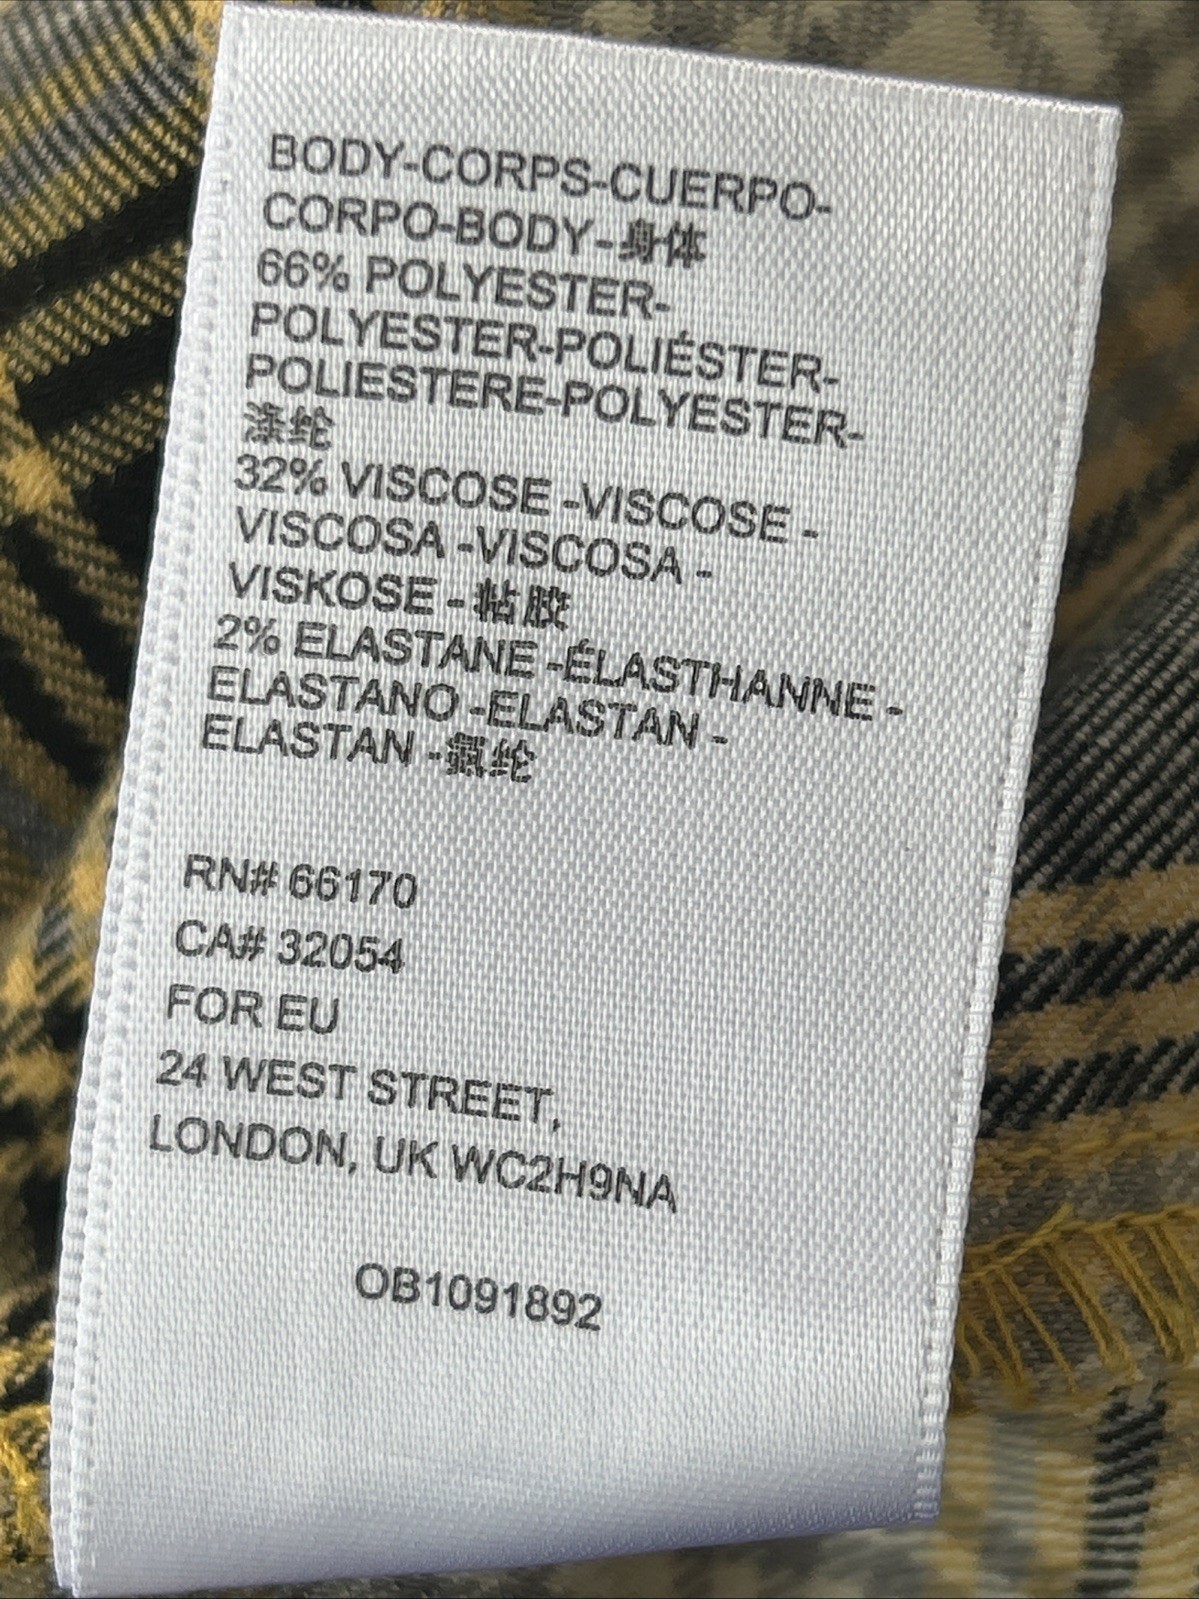 BODY-CORPS-CUERPO-
CORPO-BODY-身体
66% POLYESTER-
POLYESTER-POLIÉSTER-
POLIESTERE-POLYESTER-
涤纶
32% VISCOSE -VISCOSE -
VISCOSA -VISCOSA -
VISKOSE - 粘胶
2% ELASTANE -ÉLASTHANNE -
ELASTANO -ELASTAN -
ELASTAN -氨纶
RN# 66170
CA# 32054
FOR EU
24 WEST STREET,
LONDON, UK WC2H9NA
OB1091892